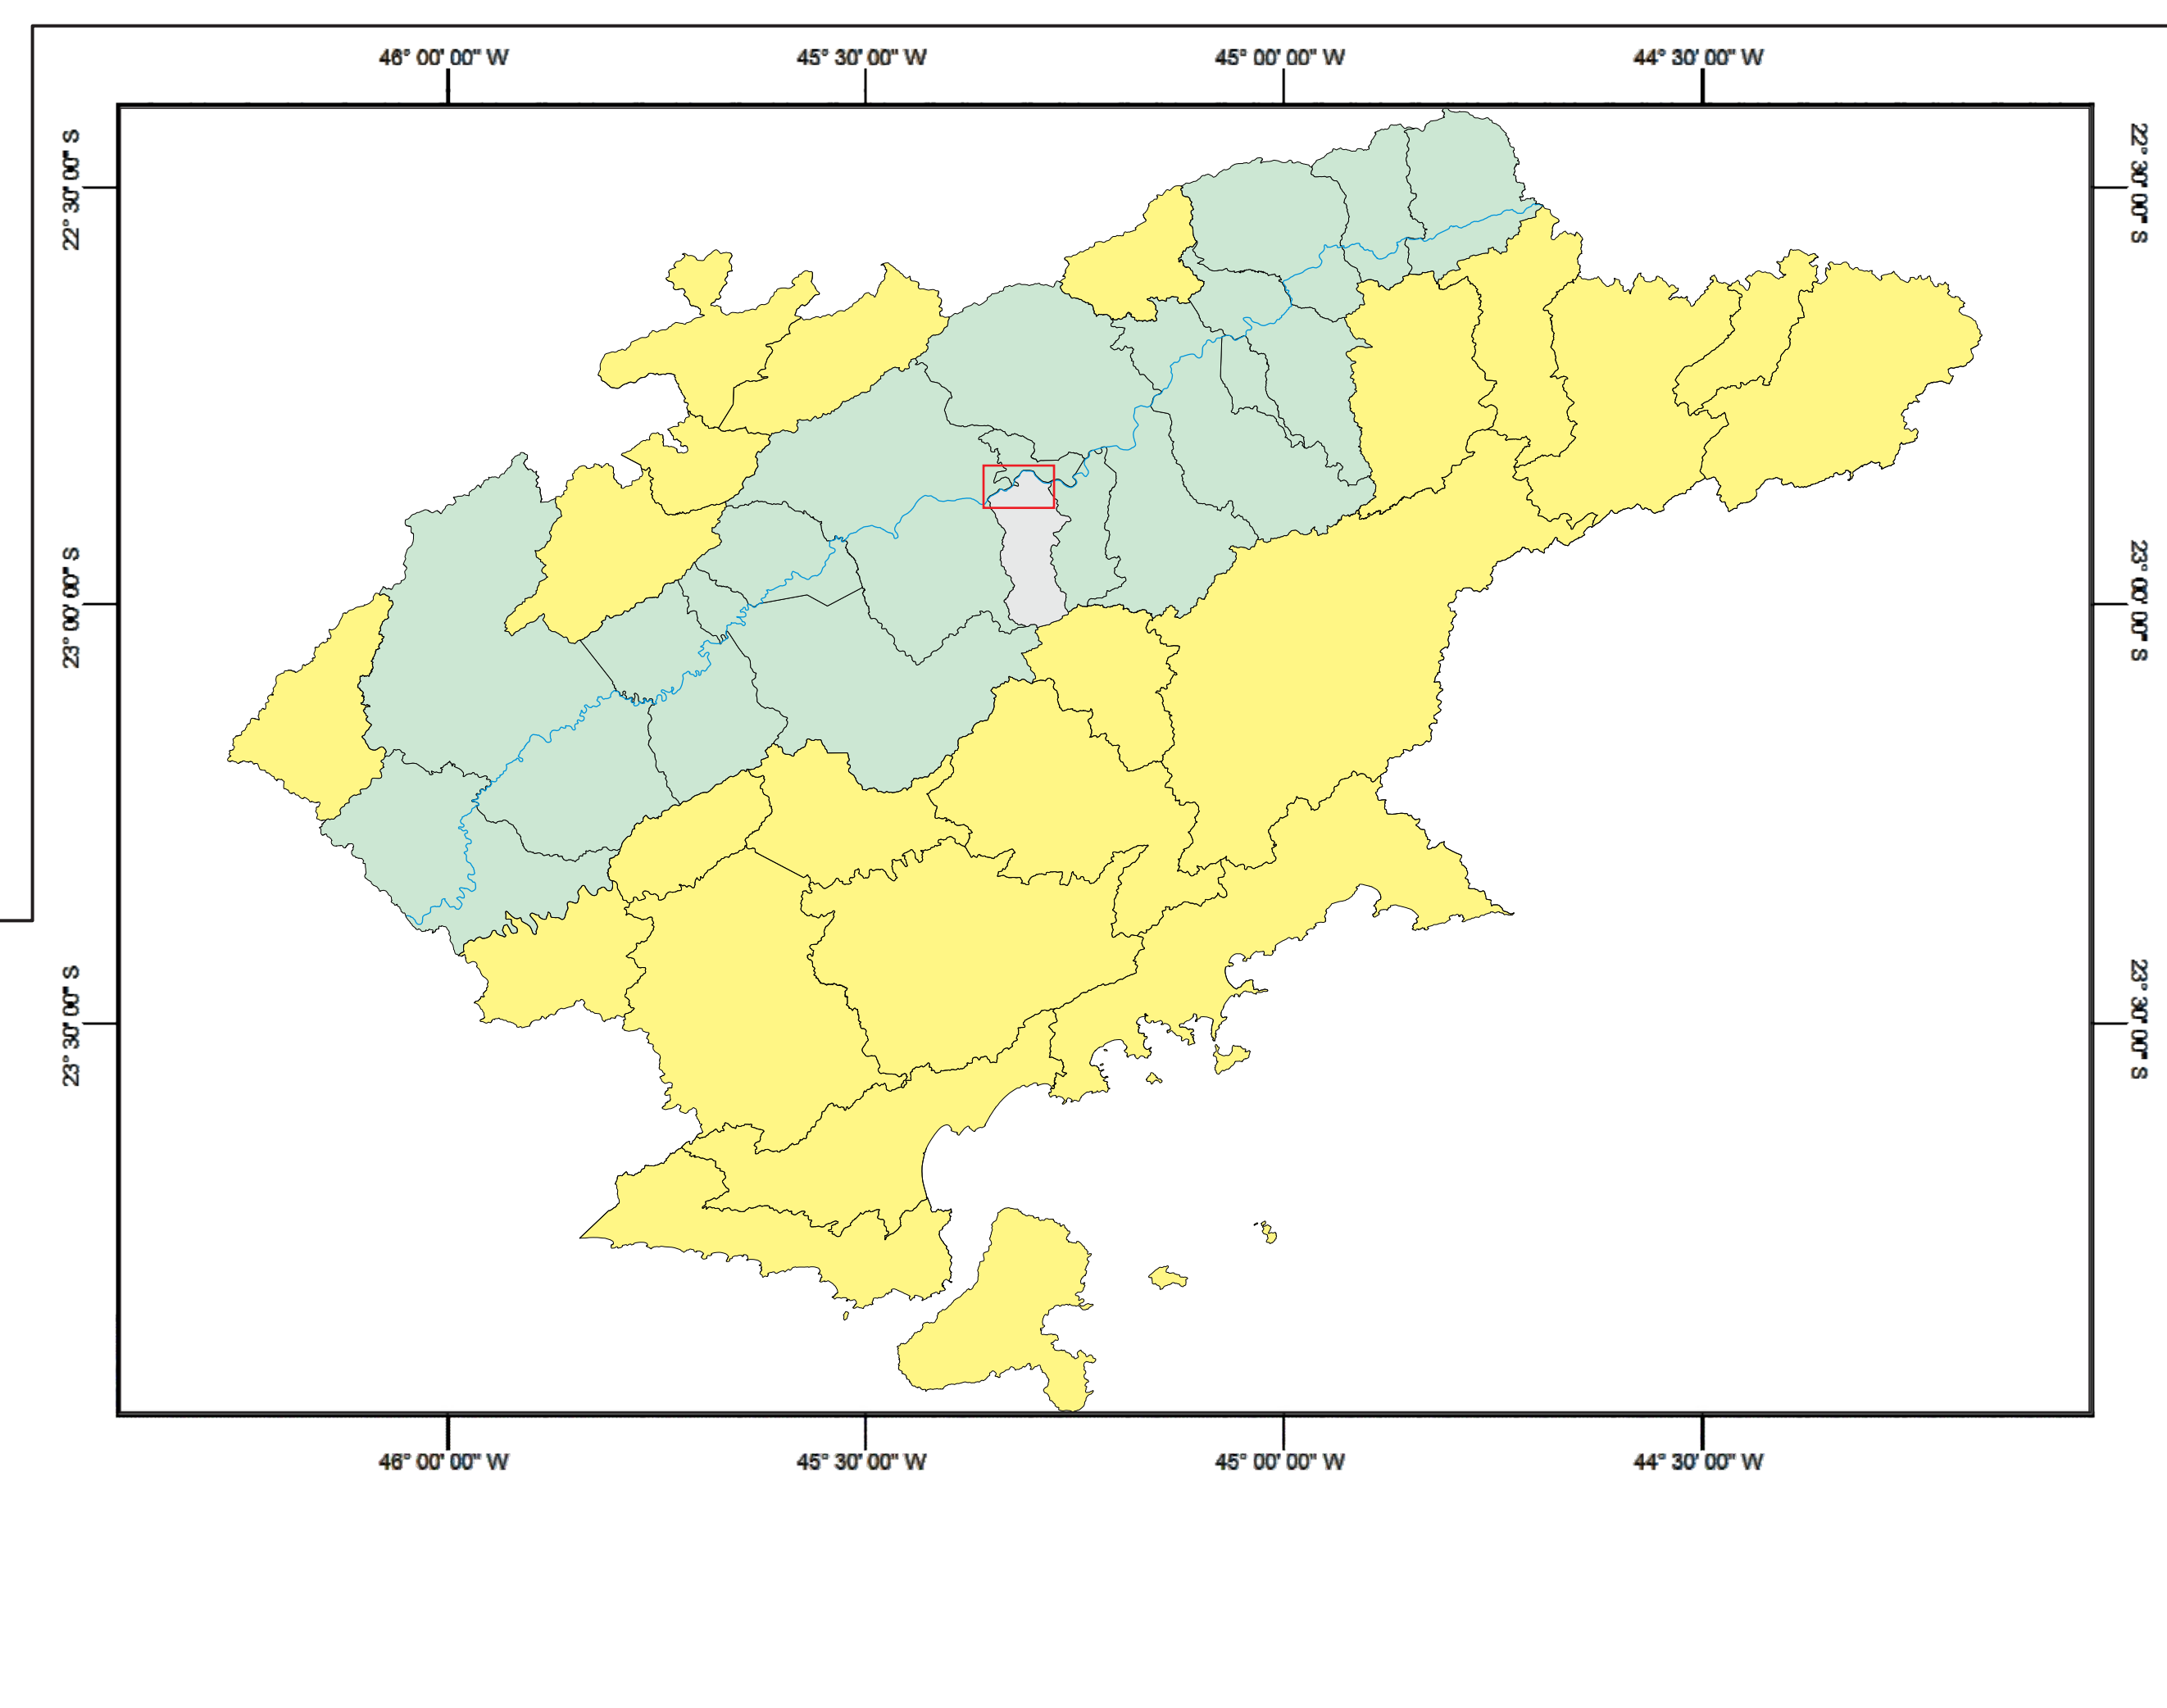 46° 00' 00" W 45° 30' 00" W 45° 00' 00" W 44° 30' 00" W
22° 30' 00" S 22° 30' 00" S
23° 00' 00" S 23° 00' 00" S
23° 30' 00" S 23° 30' 00" S
46° 00' 00" W 45° 30' 00" W 45° 00' 00" W 44° 30' 00" W